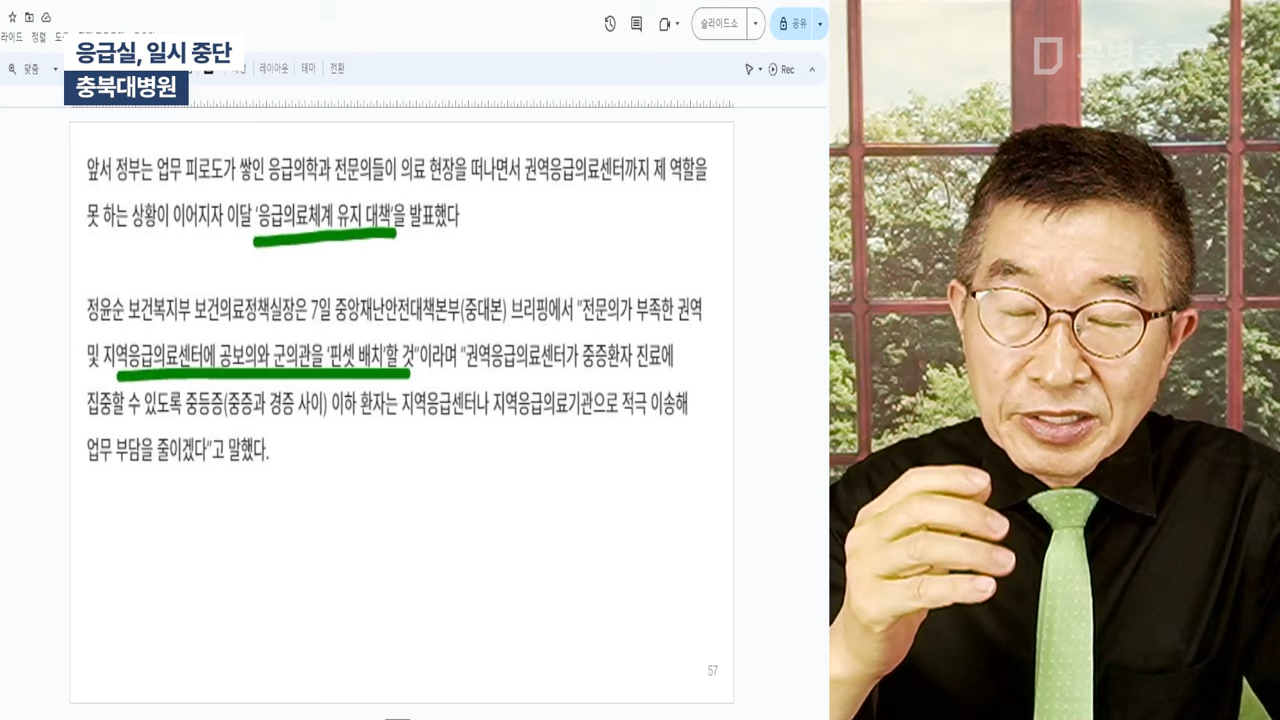 슬라이드쇼
공유
라이드 정렬
응급실, 일시 중단
충북대병원
맞춤
레이아웃
테마
전환
Rec
앞서 정부는 업무 피로도가 쌓인 응급의학과 전문의들이 의료 현장을 떠나면서 권역응급의료센터까지 제 역할을
못 하는 상황이 이어지자 이달 ‘응급의료체계 유지 대책’을 발표했다
정윤순 보건복지부 보건의료정책실장은 7일 중앙재난안전대책본부(중대본) 브리핑에서 “전문의가 부족한 권역
및 지역응급의료센터에 공보의와 군의관을 ‘핀셋 배치’할 것”이라며 “권역응급의료센터가 중증환자 진료에
집중할 수 있도록 중등증(중증과 경증 사이) 이하 환자는 지역응급센터나 지역응급의료기관으로 적극 이송해
업무 부담을 줄이겠다”고 말했다.
57